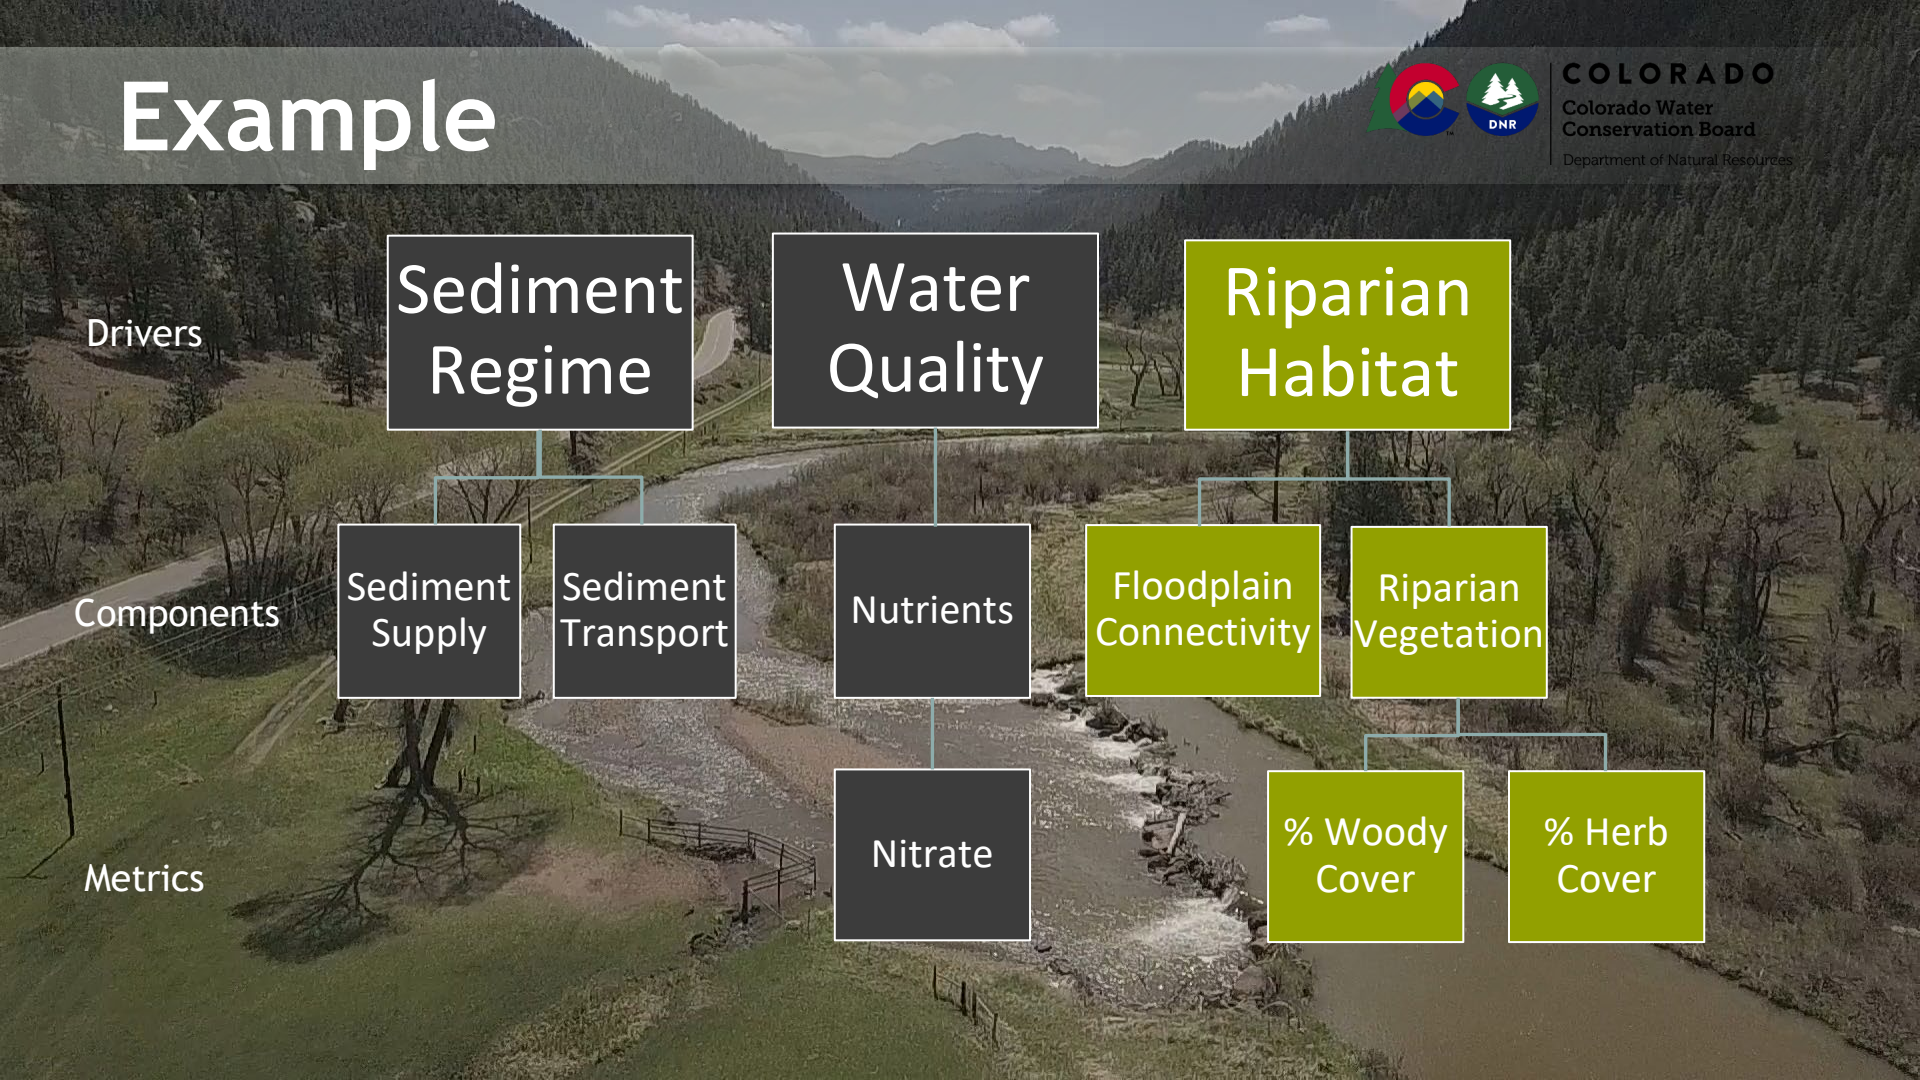 Example
COLORADO
Colorado Water
Conservation Board
Department of Natural Resources
DNR
TM
Drivers
Sediment
Regime
Water
Quality
Riparian
Habitat
Components
Sediment
Supply
Sediment
Transport
Nutrients
Floodplain
Connectivity
Riparian
Vegetation
Metrics
Nitrate
% Woody
Cover
% Herb
Cover